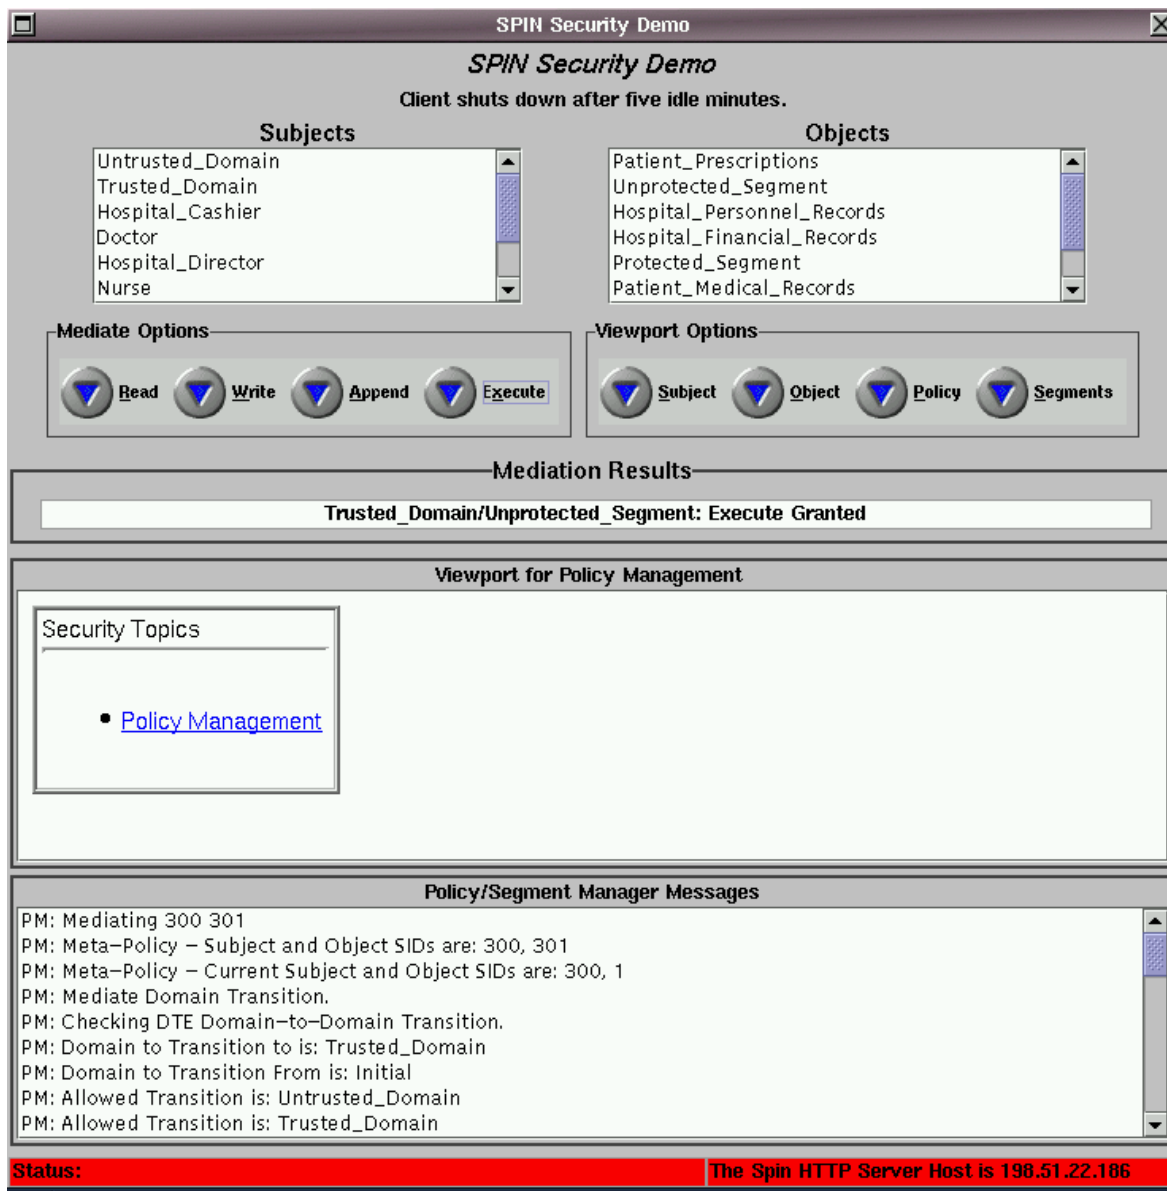 SPIN Security Demo
SPIN Security Demo
Client shuts down after five idle minutes.
Subjects
Objects
Untrusted_Domain
Trusted_Domain
Hospital_Cashier
Doctor
Hospital_Director
Nurse
Patient_Prescriptions
Unprotected_Segment
Hospital_Personnel_Records
Hospital_Financial_Records
Protected_Segment
Patient_Medical_Records
Mediate Options
Read Write Append Execute
Viewport Options
Subject Object Policy Segments
Mediation Results
Trusted_Domain/Unprotected_Segment: Execute Granted
Viewport for Policy Management
Security Topics
• Policy Management
Policy/Segment Manager Messages
PM: Mediating 300 301
PM: Meta-Policy - Subject and Object SIDs are: 300, 301
PM: Meta-Policy - Current Subject and Object SIDs are: 300, 1
PM: Mediate Domain Transition.
PM: Checking DTE Domain-to-Domain Transition.
PM: Domain to Transition to is: Trusted_Domain
PM: Domain to Transition From is: Initial
PM: Allowed Transition is: Untrusted_Domain
PM: Allowed Transition is: Trusted_Domain
Status:
The Spin HTTP Server Host is 198.51.22.186